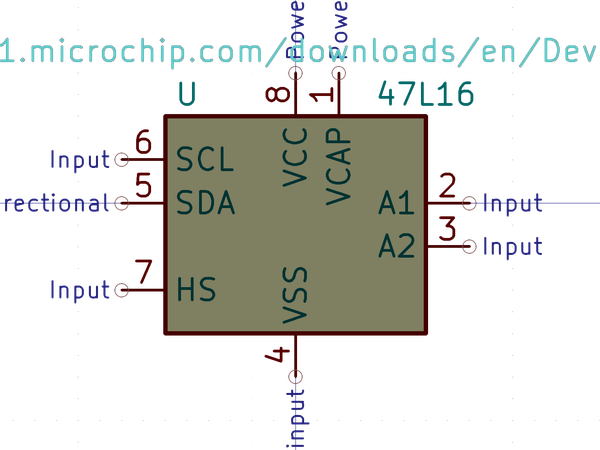 Powe
Powe
1.microchip.com/downloads/en/Dev
U
8
1
47L16
6
Input
SCL
VCC
VCAP
5
rectional
SDA
A1
2
Input
A2
3
Input
7
Input
HS
VSS
4
input